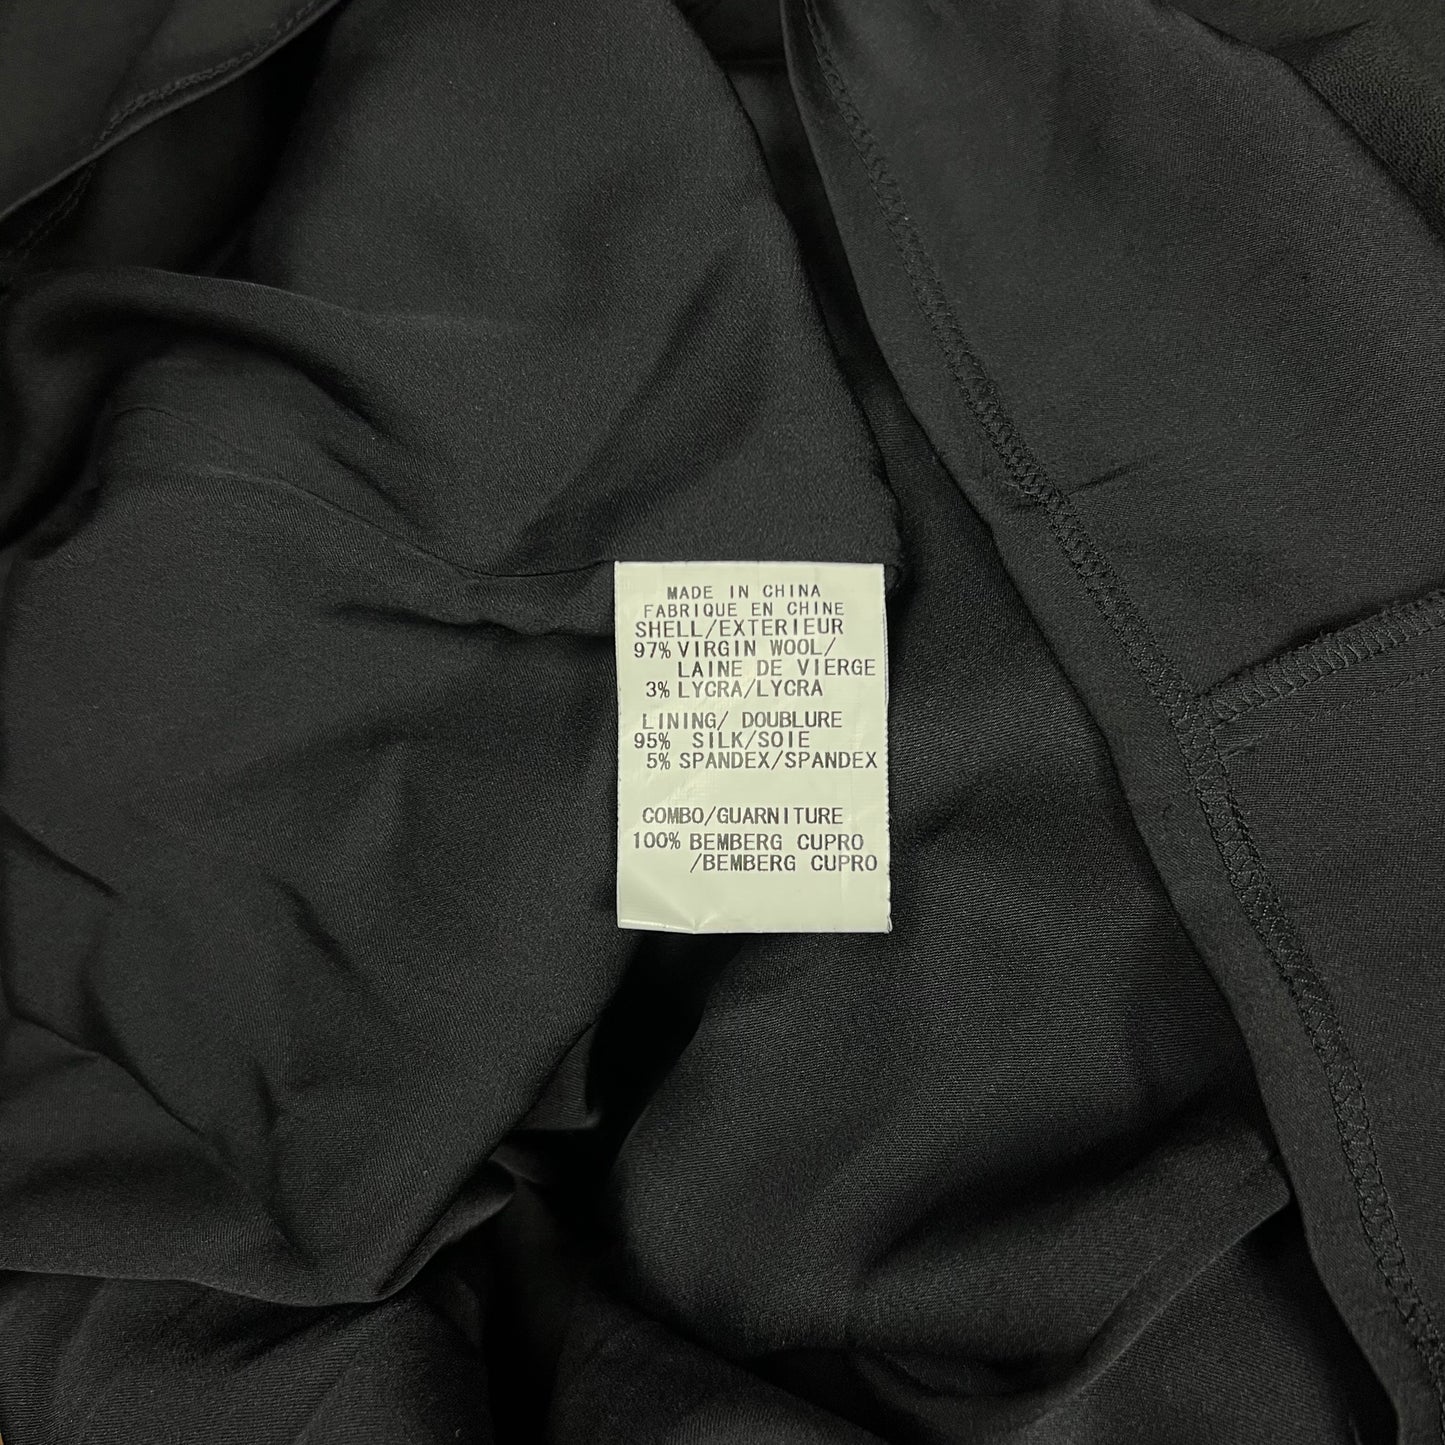 MADE IN CHINA
FABRIQUE EN CHINE
SHELL/EXTERIEUR
97% VIRGIN WOOL/
LAINE DE VIERGE
3% LYCRA/LYCRA
LINING/ DOUBLURE
95% SILK/SOIE
5% SPANDEX/SPANDEX
COMBO/GUARNITURE
100% BEMBERG CUPRO
/BEMBERG CUPRO